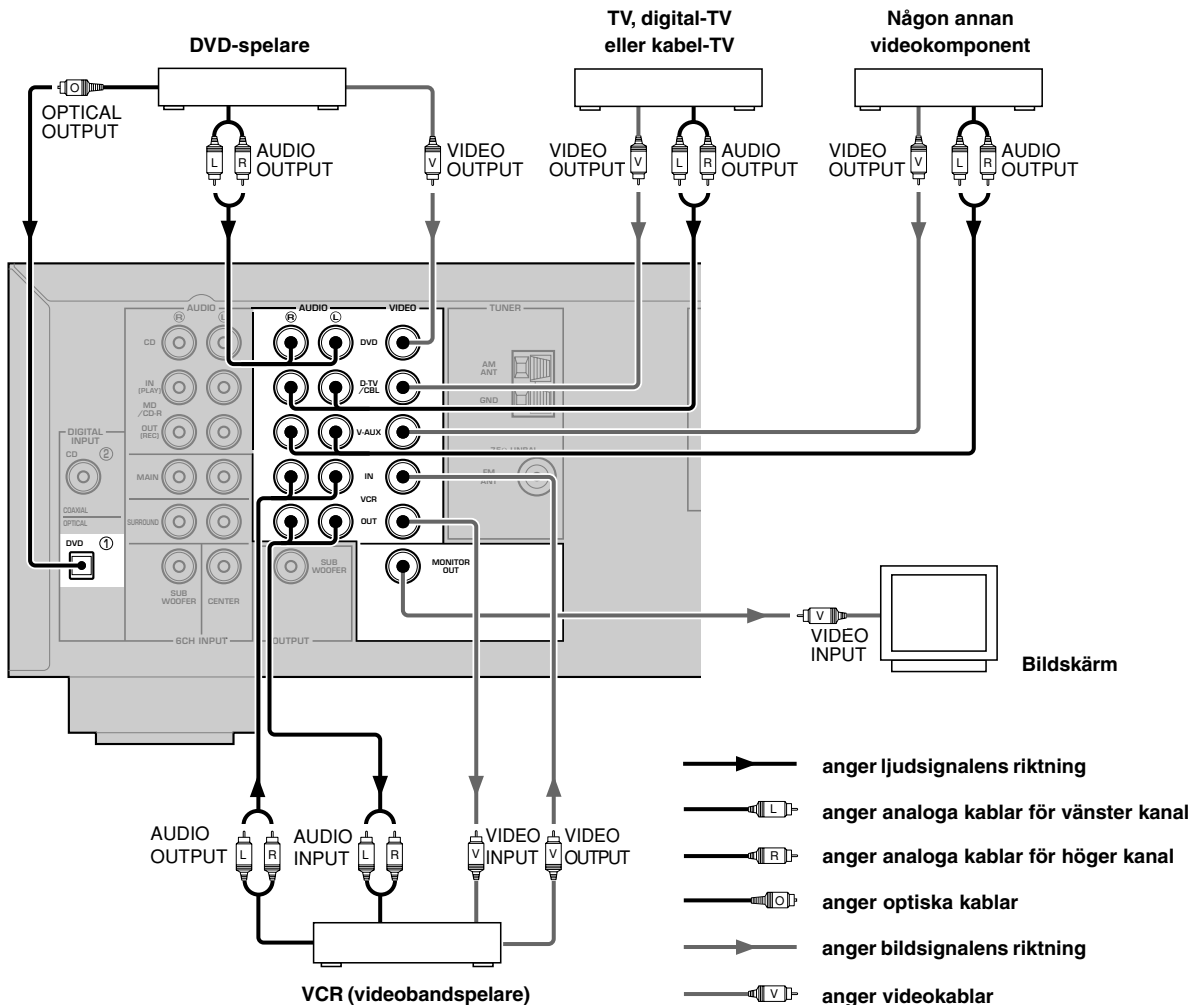 DVD-spelare
TV, digital-TV
eller kabel-TV
Någon annan
videokomponent
O
OPTICAL
OUTPUT
L
R
AUDIO
OUTPUT
V
VIDEO
OUTPUT
VIDEO
OUTPUT
V
L
R
AUDIO
OUTPUT
VIDEO
OUTPUT
V
L
R
AUDIO
OUTPUT
AUDIO
R
L
CD
IN
(PLAY)
MD
/CD-R
OUT
(REC)
MAIN
SURROUND
SUB
WOOFER
CENTER
6CH INPUT
DIGITAL
INPUT
CD
②
COAXIAL
OPTICAL
DVD
①
AUDIO
VIDEO
R
L
DVD
D-TV
/CBL
V-AUX
IN
VCR
OUT
SUB
WOOFER
OUTPUT
MONITOR
OUT
TUNER
AM
ANT
GND
FM
ANT
V
VIDEO
INPUT
Bildskärm
AUDIO
OUTPUT
L
R
AUDIO
INPUT
L
R
V
VIDEO
INPUT
V
VIDEO
OUTPUT
VCR (videobandspelare)
anger ljudsignalens riktning
L
anger analoga kablar för vänster kanal
R
anger analoga kablar för höger kanal
O
anger optiska kablar
anger bildsignalens riktning
V
anger videokablar